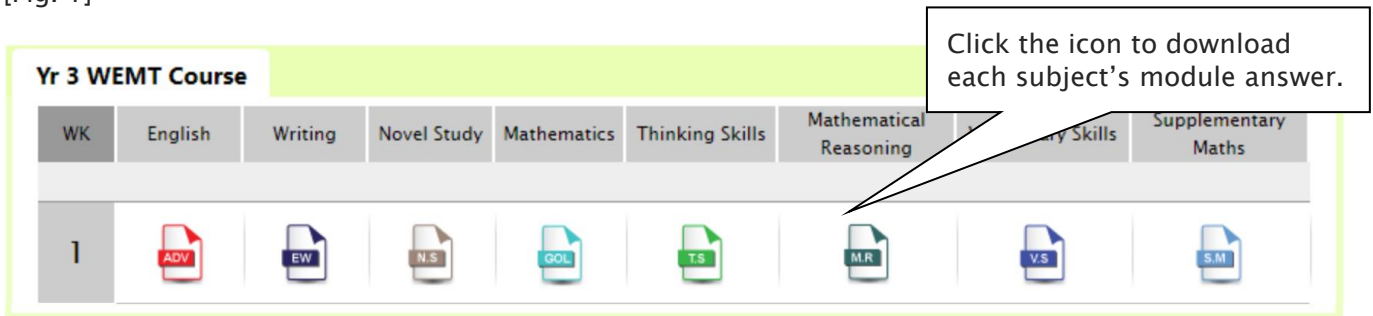 Click the icon to download
each subject's module answer.
Yr 3 WEMT Course
WK English Writing Novel Study Mathematics Thinking Skills Mathematical Reasoning Skills Supplementary Maths
1 ADV EW N.S GOL T.S M.R V.S S.M